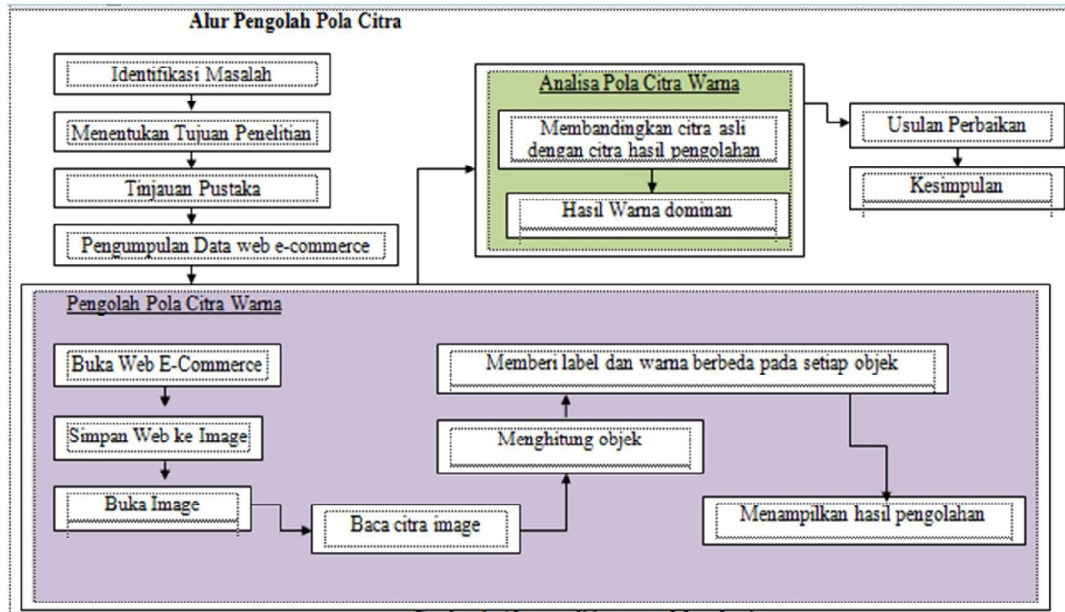 Alur Pengolah Pola Citra
Identifikasi Masalah
Menentukan Tujuan Penelitian
Tinjauan Pustaka
Pengumpulan Data web e-commerce
Pengolah Pola Citra Warna
Buka Web E-Commerce
Simpan Web ke Image
Buka Image
Baca citra image
Menghitung objek
Memberi label dan warna berbeda pada setiap objek
Menampilkan hasil pengolahan
Analisa Pola Citra Warna
Membandingkan citra asli
dengan citra hasil pengolahan
Hasil Warna dominan
Usulan Perbaikan
Kesimpulan